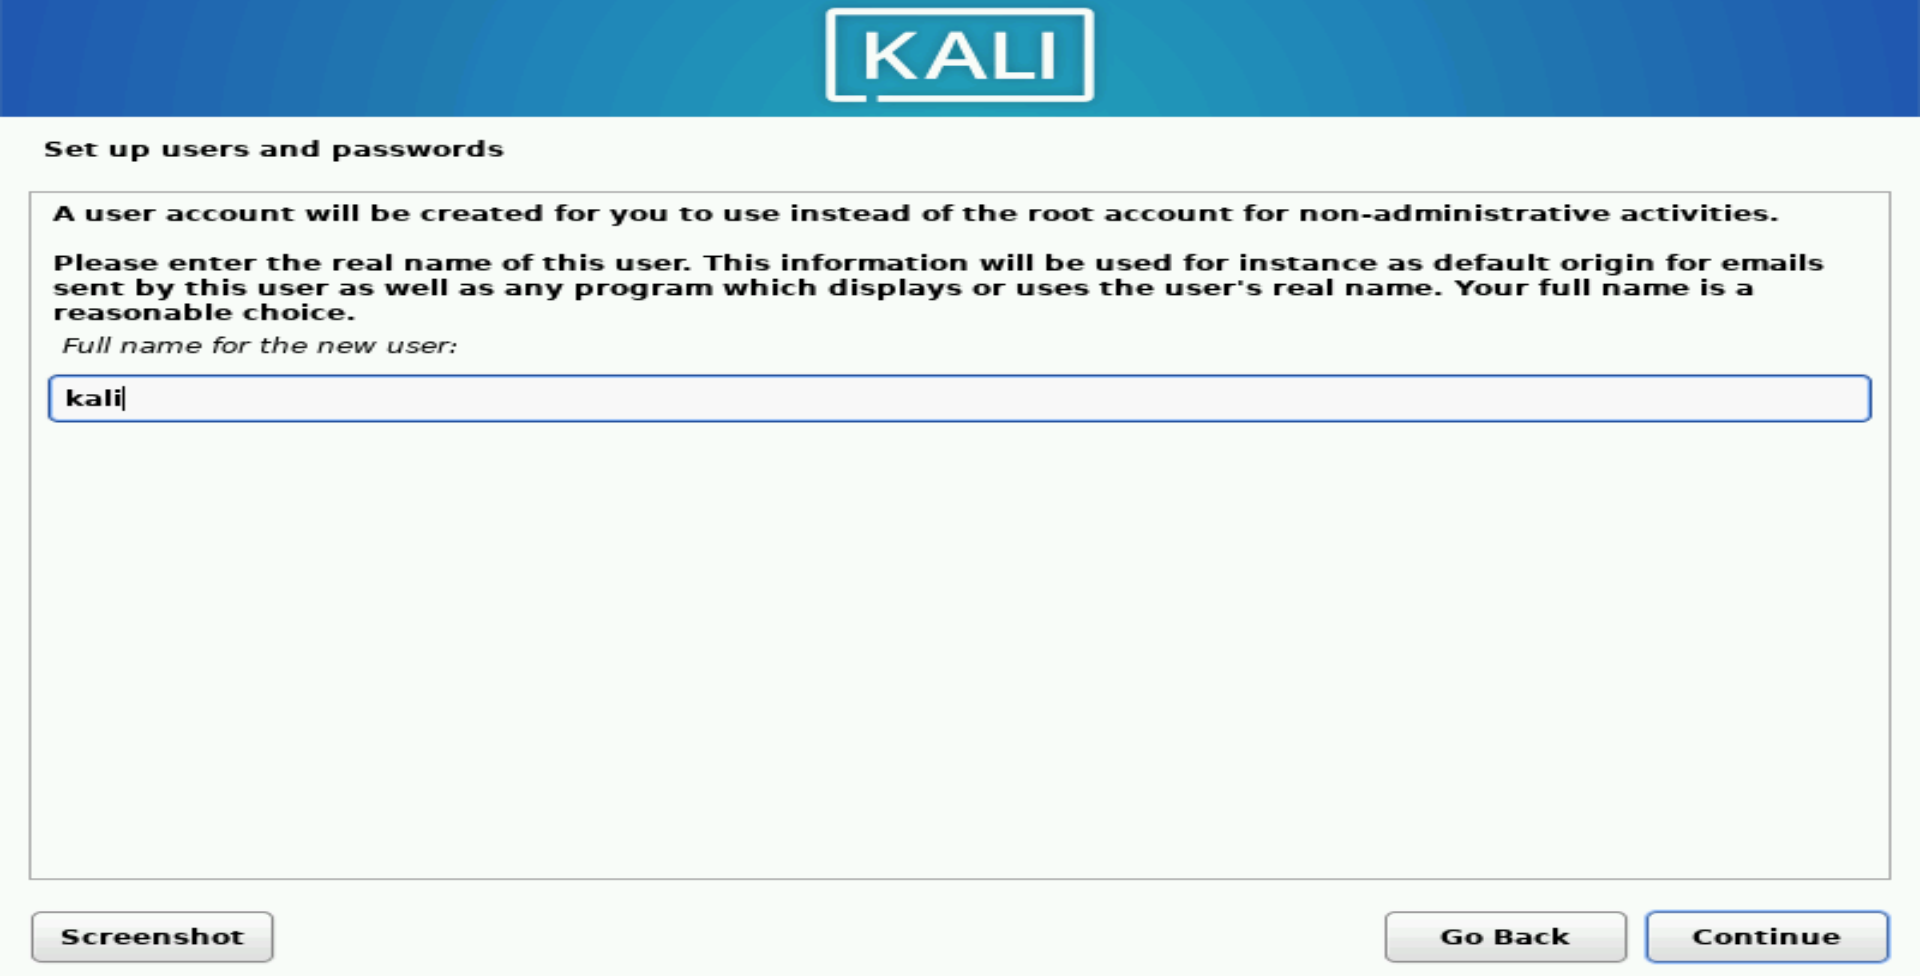 KALI
Set up users and passwords
A user account will be created for you to use instead of the root account for non-administrative activities.
Please enter the real name of this user. This information will be used for instance as default origin for emails
sent by this user as well as any program which displays or uses the user's real name. Your full name is a
reasonable choice.
Full name for the new user:
kali
Screenshot
Go Back
Continue